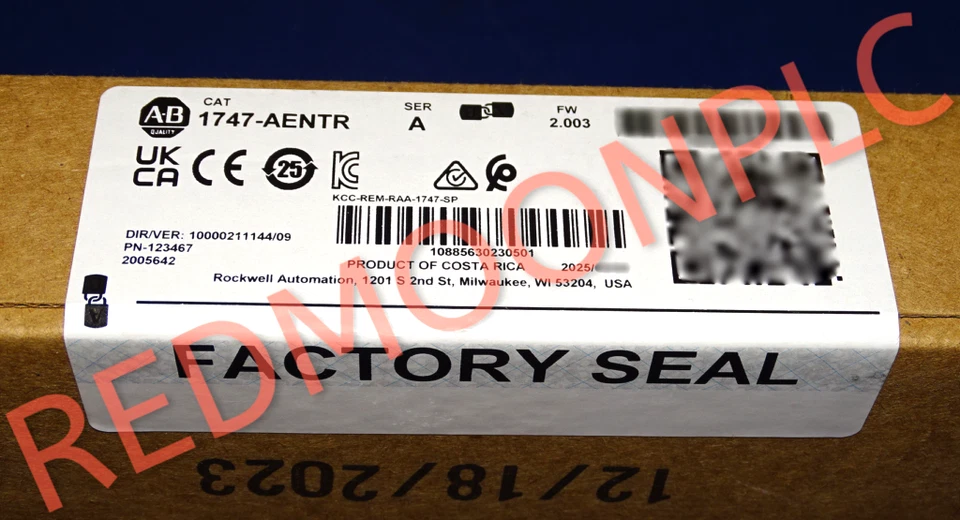 A-B
QUALITY
CAT
1747-AENTR
SER
A
FW
2.003
UK
CA
CE
25
KCC-REM-RAA-1747-SP
DIR/VER: 10000211144/09
PN-123467
2005642
10885630230501
PRODUCT OF COSTA RICA 2025/
Rockwell Automation, 1201 S 2nd St, Milwaukee, WI 53204, USA
FACTORY SEAL
12/18/2023
REDMOONPLC